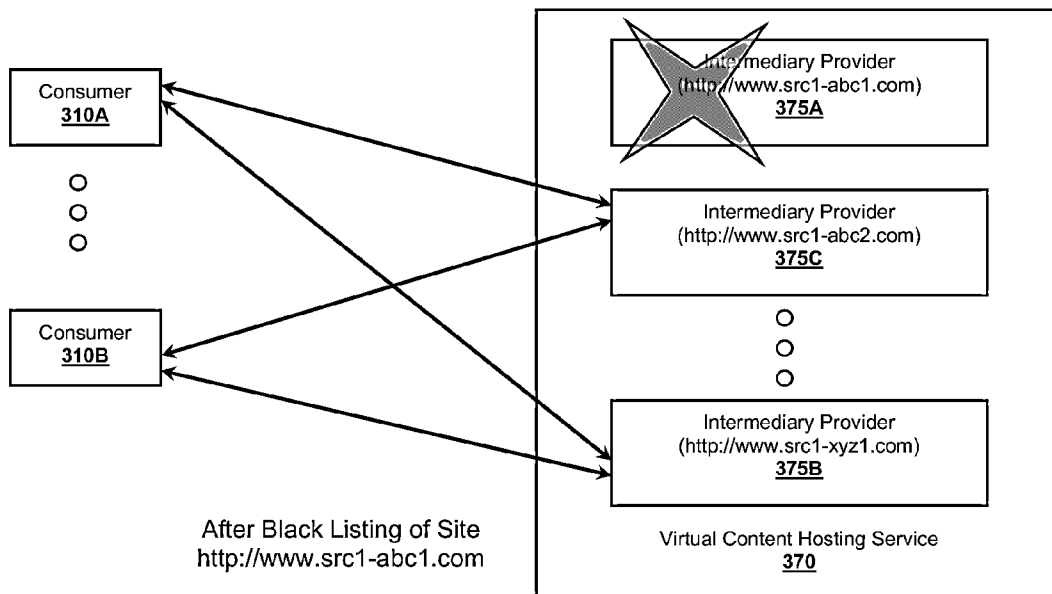 Consumer
310A
Consumer
310B
Intermediary Provider
(http://www.src1-abc1.com)
375A
Intermediary Provider
(http://www.src1-abc2.com)
375C
Intermediary Provider
(http://www.src1-xyz1.com)
375B
After Black Listing of Site
http://www.src1-abc1.com
Virtual Content Hosting Service
370